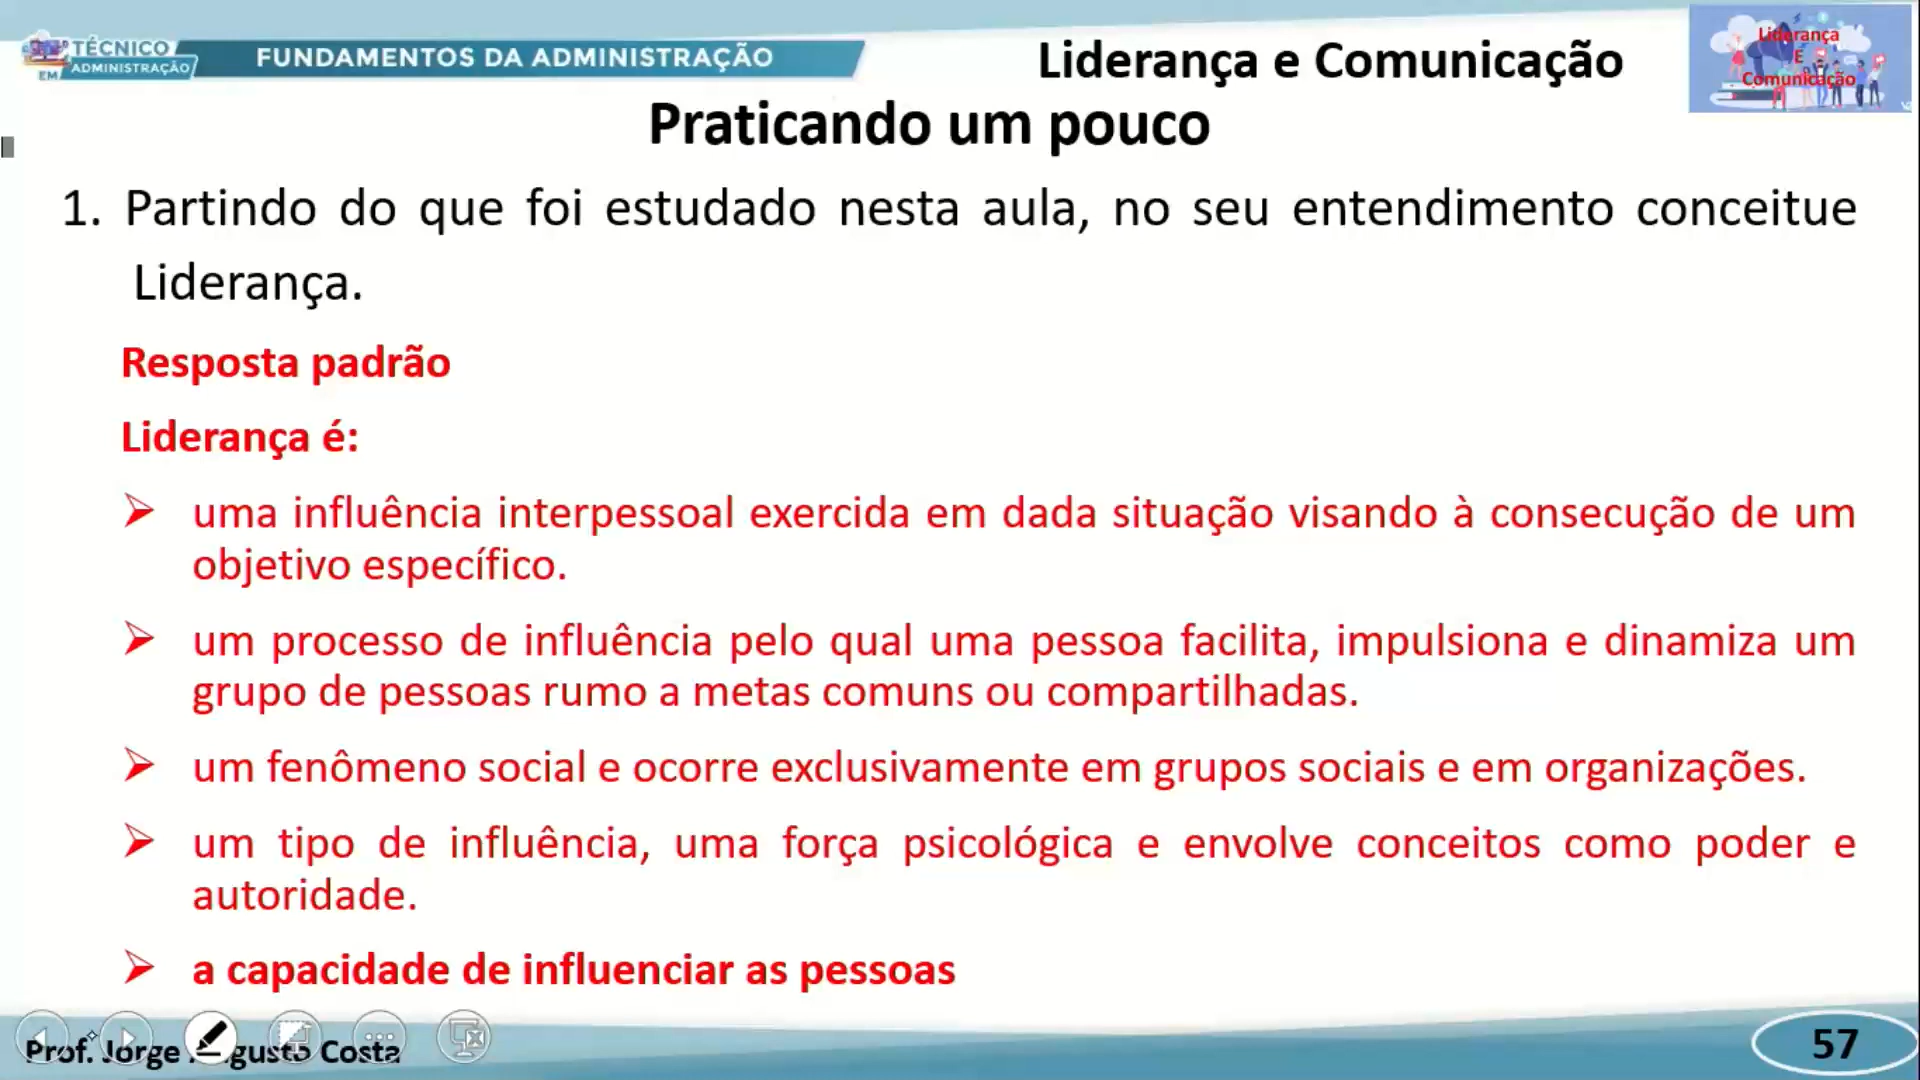 TÉCNICO
EM ADMINISTRAÇÃO
FUNDAMENTOS DA ADMINISTRAÇÃO
Liderança e Comunicação
Liderança
E
Comunicação
Praticando um pouco
1. Partindo do que foi estudado nesta aula, no seu entendimento conceitue
Liderança.
Resposta padrão
Liderança é:
➢ uma influência interpessoal exercida em dada situação visando à consecução de um
objetivo específico.
➢ um processo de influência pelo qual uma pessoa facilita, impulsiona e dinamiza um
grupo de pessoas rumo a metas comuns ou compartilhadas.
➢ um fenômeno social e ocorre exclusivamente em grupos sociais e em organizações.
➢ um tipo de influência, uma força psicológica e envolve conceitos como poder e
autoridade.
➢ a capacidade de influenciar as pessoas
Prof. Jorge Augusto Costa
57